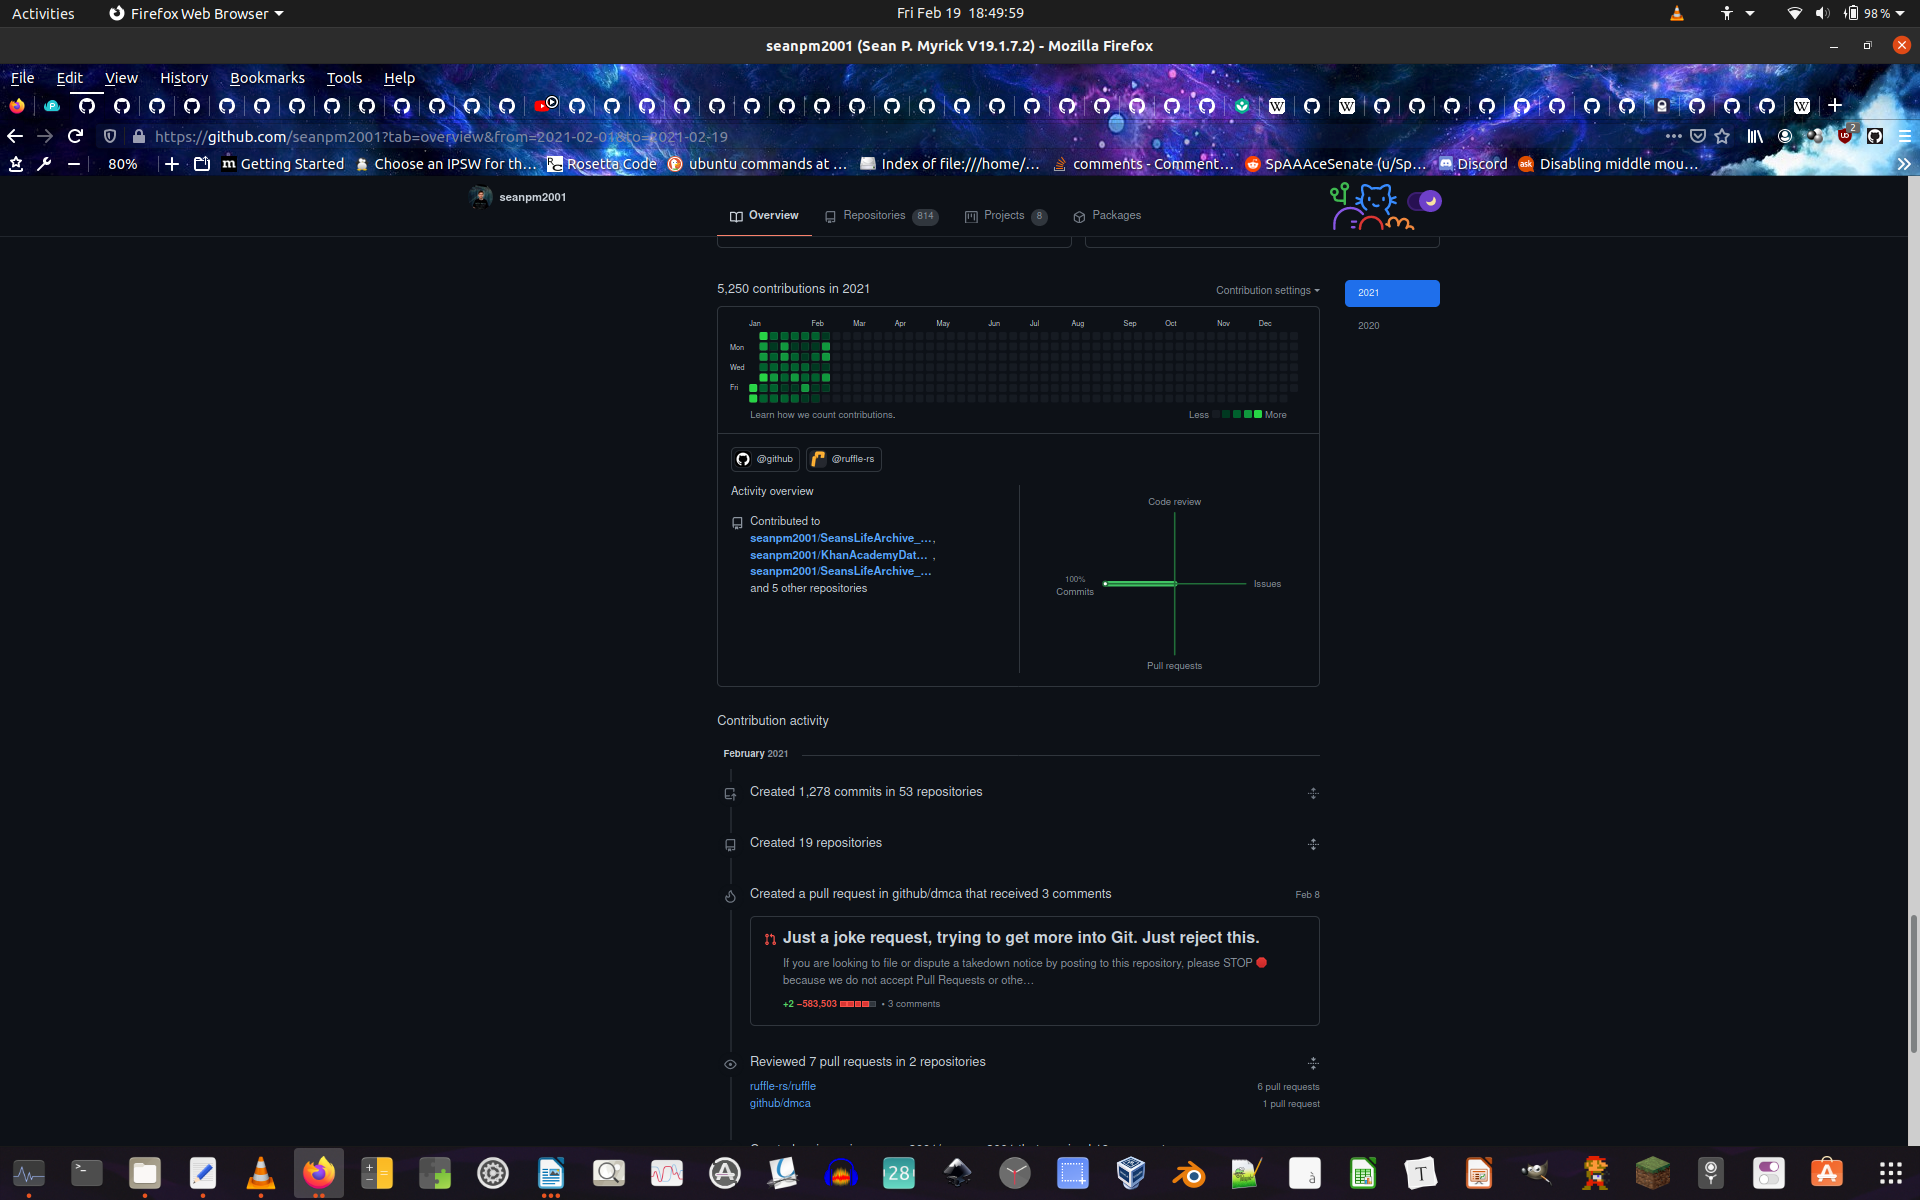 Activities
Firefox Web Browser
Fri Feb 19 18:49:59
98 %
seanpm2001 (Sean P. Myrick V19.1.7.2) - Mozilla Firefox
File Edit View History Bookmarks Tools Help
https://github.com/seanpm2001?tab=overview&from=2021-02-01&to=2021-02-19
2
80%
Getting Started
Choose an IPSW for th…
Rosetta Code
ubuntu commands at …
Index of file:///home/…
comments - Comment…
SpAAAceSenate (u/Sp…
Discord
Disabling middle mou…
seanpm2001
Overview
Repositories 814
Projects 8
Packages
5,250 contributions in 2021
Contribution settings
2021
2020
Jan Feb Mar Apr May Jun Jul Aug Sep Oct Nov Dec
Mon
Wed
Fri
Learn how we count contributions.
Less More
@github
@ruffle-rs
Activity overview
Contributed to
seanpm2001/SeansLifeArchive_…,
seanpm2001/KhanAcademyDat… ,
seanpm2001/SeansLifeArchive_…
and 5 other repositories
Code review
100%
Commits
Issues
Pull requests
Contribution activity
February 2021
Created 1,278 commits in 53 repositories
Created 19 repositories
Created a pull request in github/dmca that received 3 comments
Feb 8
Just a joke request, trying to get more into Git. Just reject this.
If you are looking to file or dispute a takedown notice by posting to this repository, please STOP 🛑
because we do not accept Pull Requests or othe…
+2 −583,503 • 3 comments
Reviewed 7 pull requests in 2 repositories
ruffle-rs/ruffle
6 pull requests
github/dmca
1 pull request
28